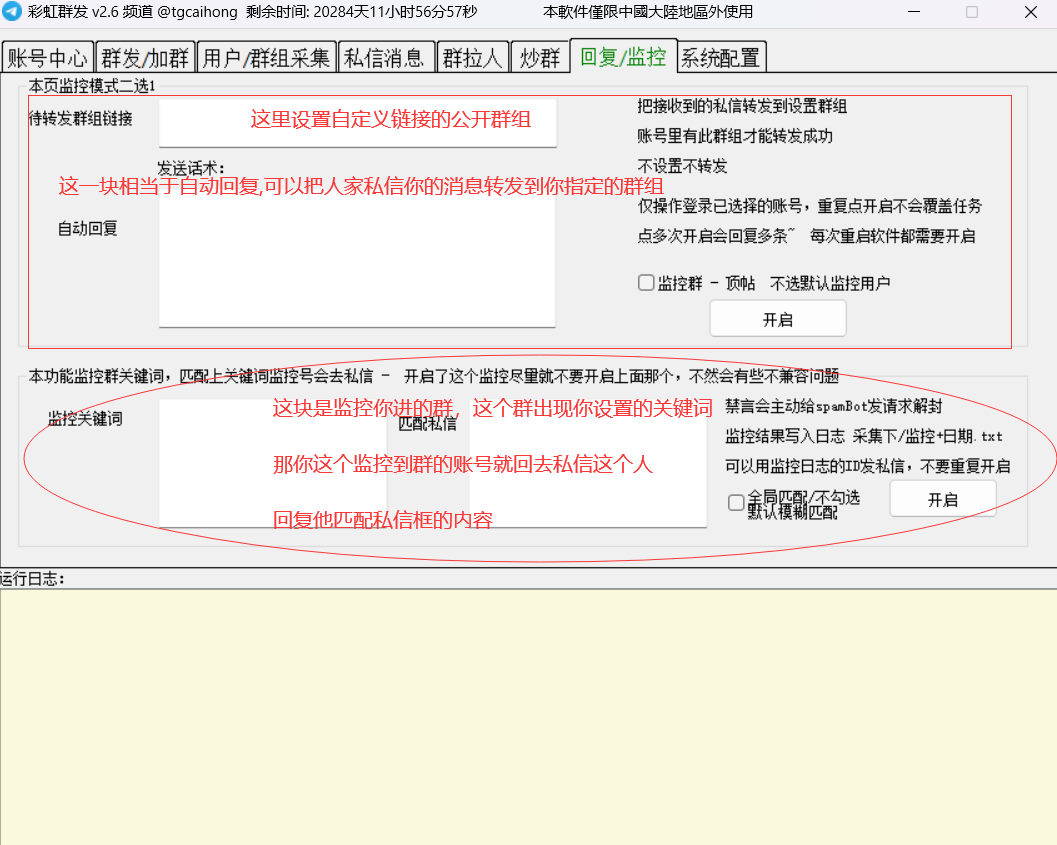 彩虹群发 v2.6 频道 @tgcaihong 剩余时间: 20284天11小时56分57秒 本軟件僅限中國大陸地區外使用
账号中心 群发/加群 用户/群组采集 私信消息 群拉人 炒群 回复/监控 系统配置
本页监控模式二选1
待转发群组链接
这里设置自定义链接的公开群组
把接收到的私信转发到设置群组
账号里有此群组才能转发成功
发送话术:
不设置不转发
这一块相当于自动回复,可以把人家私信你的消息转发到你指定的群组
仅操作登录已选择的账号，重复点开启不会覆盖任务
自动回复
点多次开启会回复多条~ 每次重启软件都需要开启
监控群 - 顶帖 不选默认监控用户
开启
本功能监控群关键词，匹配上关键词监控号会去私信 - 开启了这个监控尽量就不要开启上面那个，不然会有些不兼容问题
监控关键词
这块是监控你进的群，这个群出现你设置的关键词
匹配私信
禁言会主动给spamBot发请求解封
监控结果写入日志 采集下/监控+日期.txt
那你这个监控到群的账号就回去私信这个人
可以用监控日志的ID发私信，不要重复开启
全局匹配/不勾选
默认模糊匹配
开启
回复他匹配私信框的内容
运行日志: